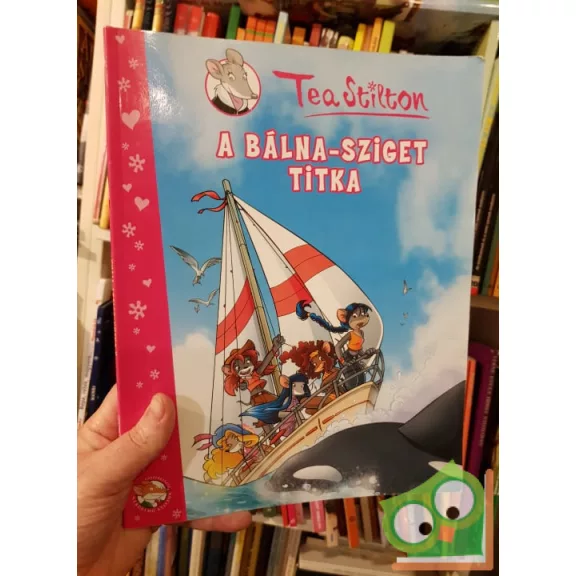 Tea Stilton
A BÁLNA-SZIGET
TITKA